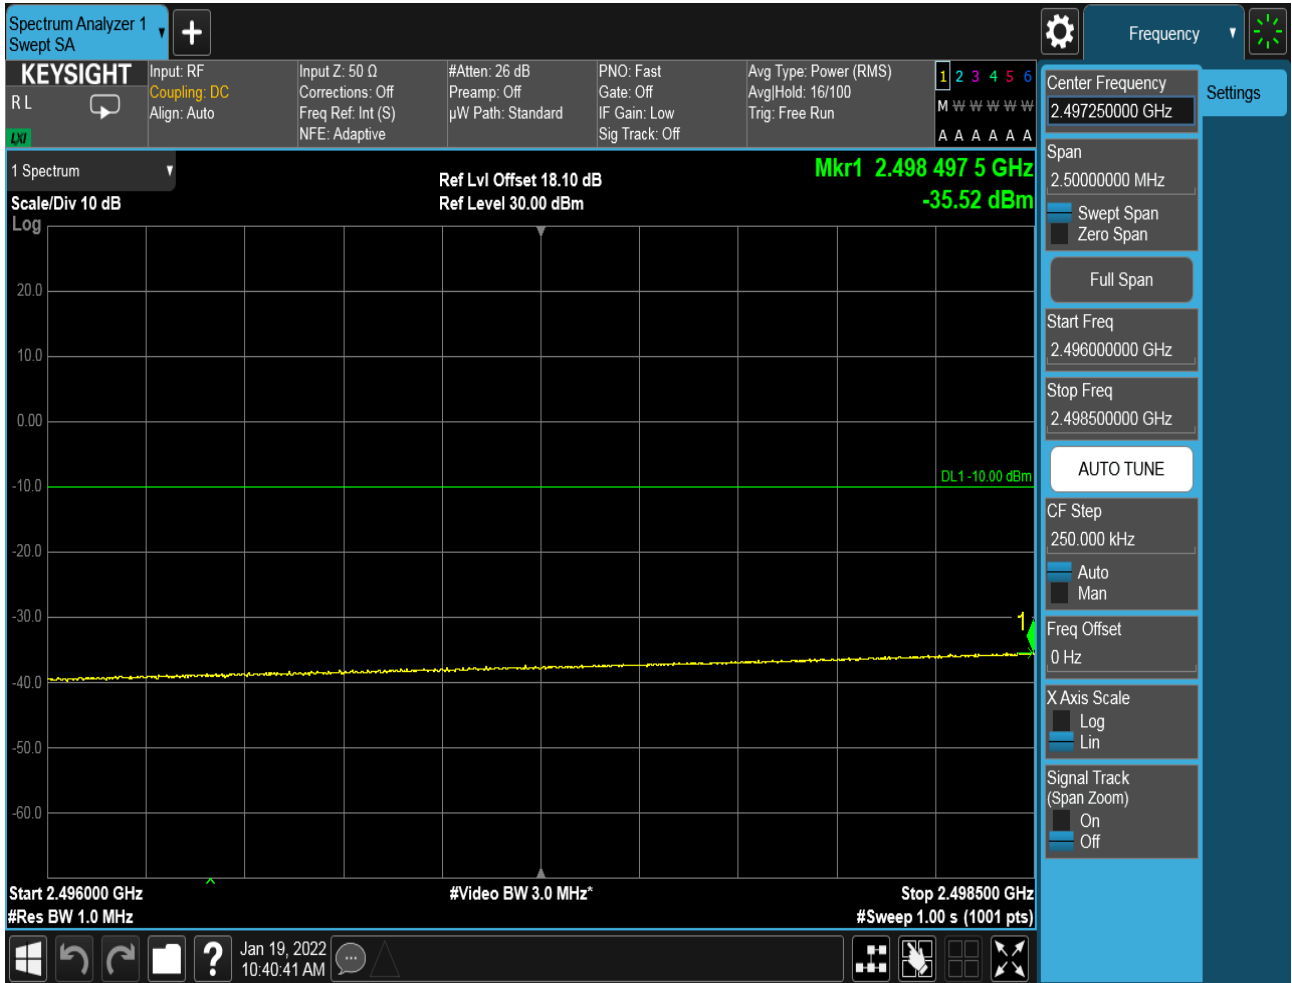 Spectrum Analyzer 1
Swept SA
Frequency
KEYSIGHT
R L
LXI
Input: RF
Coupling: DC
Align: Auto
Input Z: 50 Ω
Corrections: Off
Freq Ref: Int (S)
NFE: Adaptive
#Atten: 26 dB
Preamp: Off
µW Path: Standard
PNO: Fast
Gate: Off
IF Gain: Low
Sig Track: Off
Avg Type: Power (RMS)
Avg|Hold: 16/100
Trig: Free Run
1 2 3 4 5 6
M W W W W W
A A A A A A
1 Spectrum
Scale/Div 10 dB
Log
Ref Lvl Offset 18.10 dB
Ref Level 30.00 dBm
Mkr1 2.498 497 5 GHz
-35.52 dBm
20.0
10.0
0.00
-10.0
-20.0
-30.0
-40.0
-50.0
-60.0
DL1 -10.00 dBm
1
Start 2.496000 GHz
#Res BW 1.0 MHz
#Video BW 3.0 MHz*
Stop 2.498500 GHz
#Sweep 1.00 s (1001 pts)
Center Frequency
2.497250000 GHz
Settings
Span
2.50000000 MHz
Swept Span
Zero Span
Full Span
Start Freq
2.496000000 GHz
Stop Freq
2.498500000 GHz
AUTO TUNE
CF Step
250.000 kHz
Auto
Man
Freq Offset
0 Hz
X Axis Scale
Log
Lin
Signal Track
(Span Zoom)
On
Off
?
Jan 19, 2022
10:40:41 AM